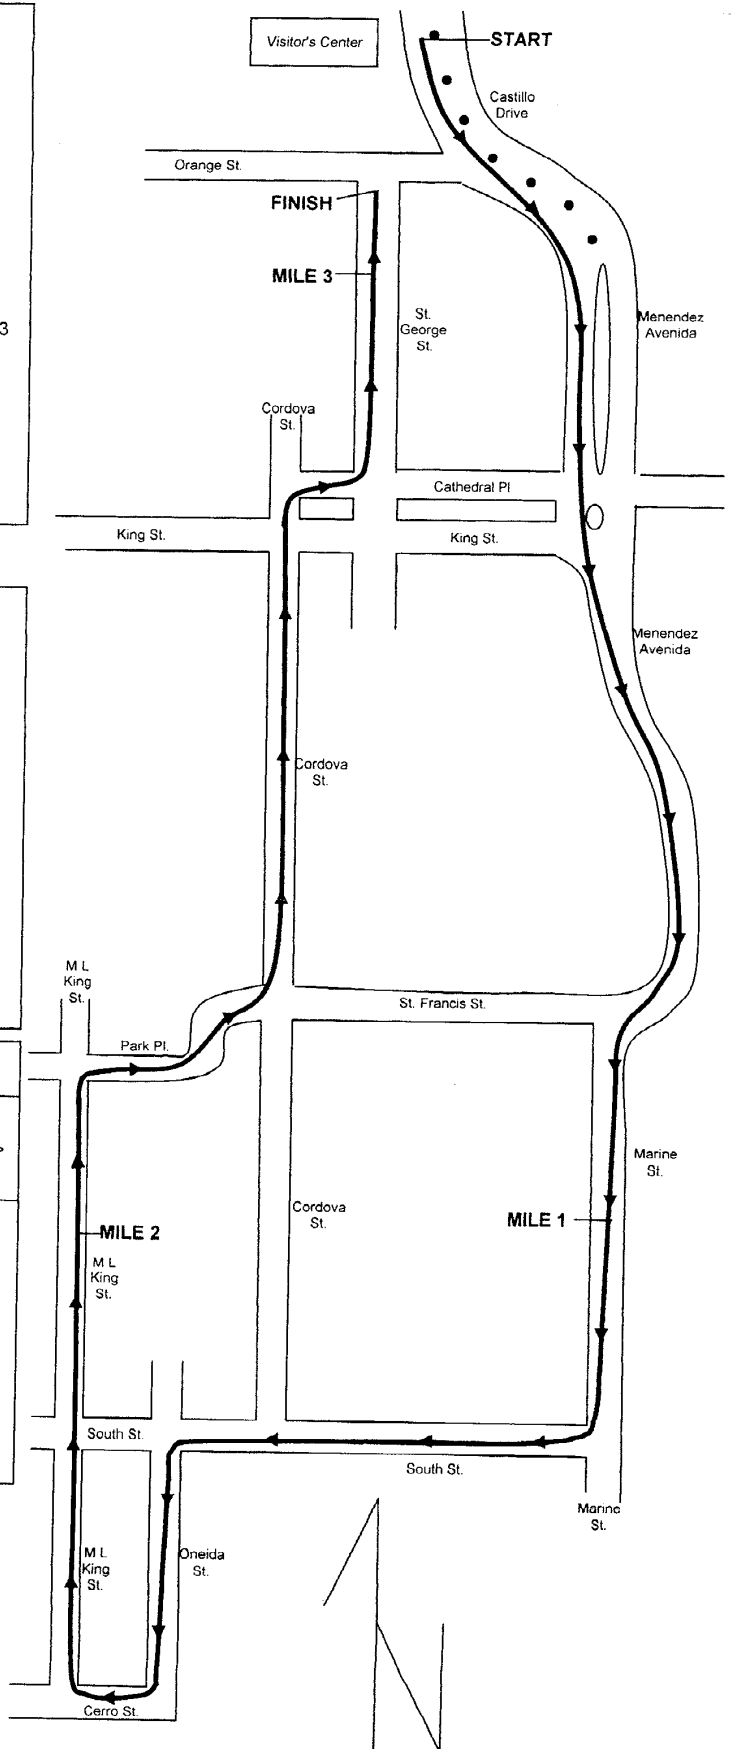 Visitor's Center
START
Castillo
Drive
Orange St.
FINISH
MILE 3
St.
George
St.
Menendez
Avenida
3
Cordova
St.
Cathedral Pl
King St.
King St.
Menendez
Avenida
Cordova
St.
M L
King
St.
St. Francis St.
Park Pl.
Marine
St.
Cordova
St.
MILE 1
MILE 2
M L
King
St.
South St.
South St.
Marine
St.
M L
King
St.
Oneida
St.
Cerro St.
N